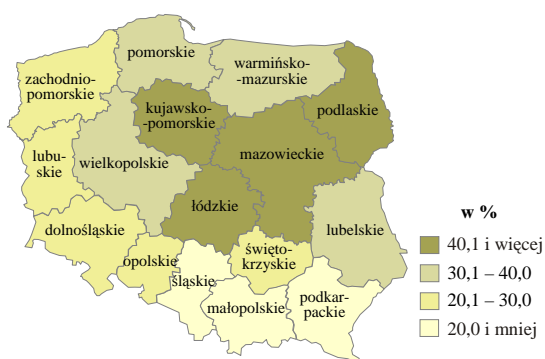 pomorskie
warmińsko-
-mazurskie
zachodnio-
pomorskie
podlaskie
kujawsko-
-pomorskie
mazowieckie
lubu-
skie
wielkopolskie
łódzkie
lubelskie
dolnośląskie
opolskie
śląskie
święto-
krzyskie
małopolskie
podkar-
packie
w %
40,1 i więcej
30,1 – 40,0
20,1 – 30,0
20,0 i mniej